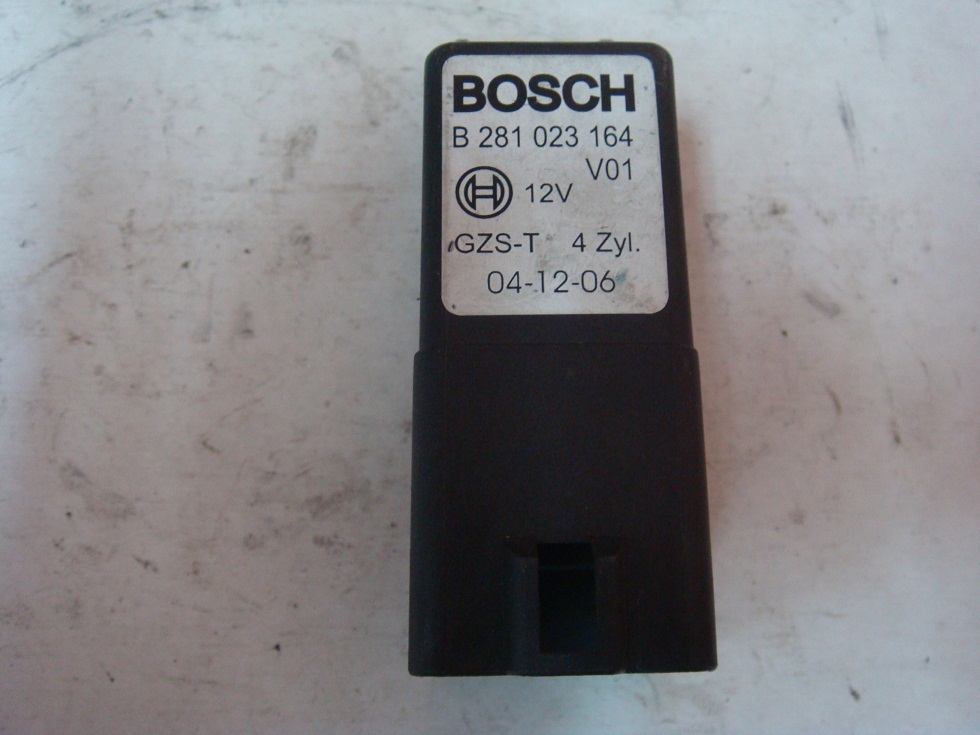 BOSCH
B 281 023 164
V01
12V
GZS-T 4 Zyl.
04-12-06